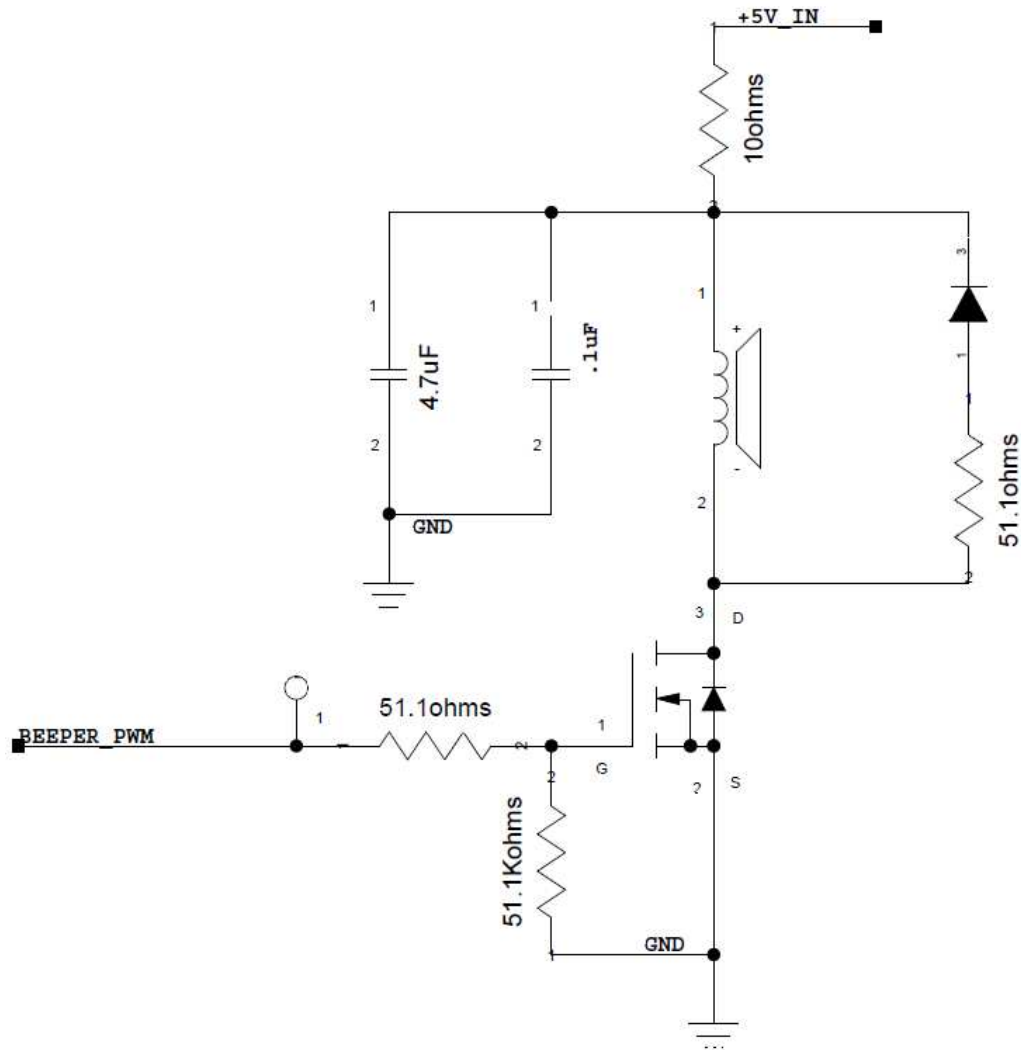 1 +5V_IN
10ohms
2
3
1 1 1
+
4.7uF .1uF
1
1
2 2
-
2
51.1ohms
GND
2
3 D
1 51.1ohms 1
BEEPER_PWM
2 G
2 2 S
51.1Kohms
GND
1